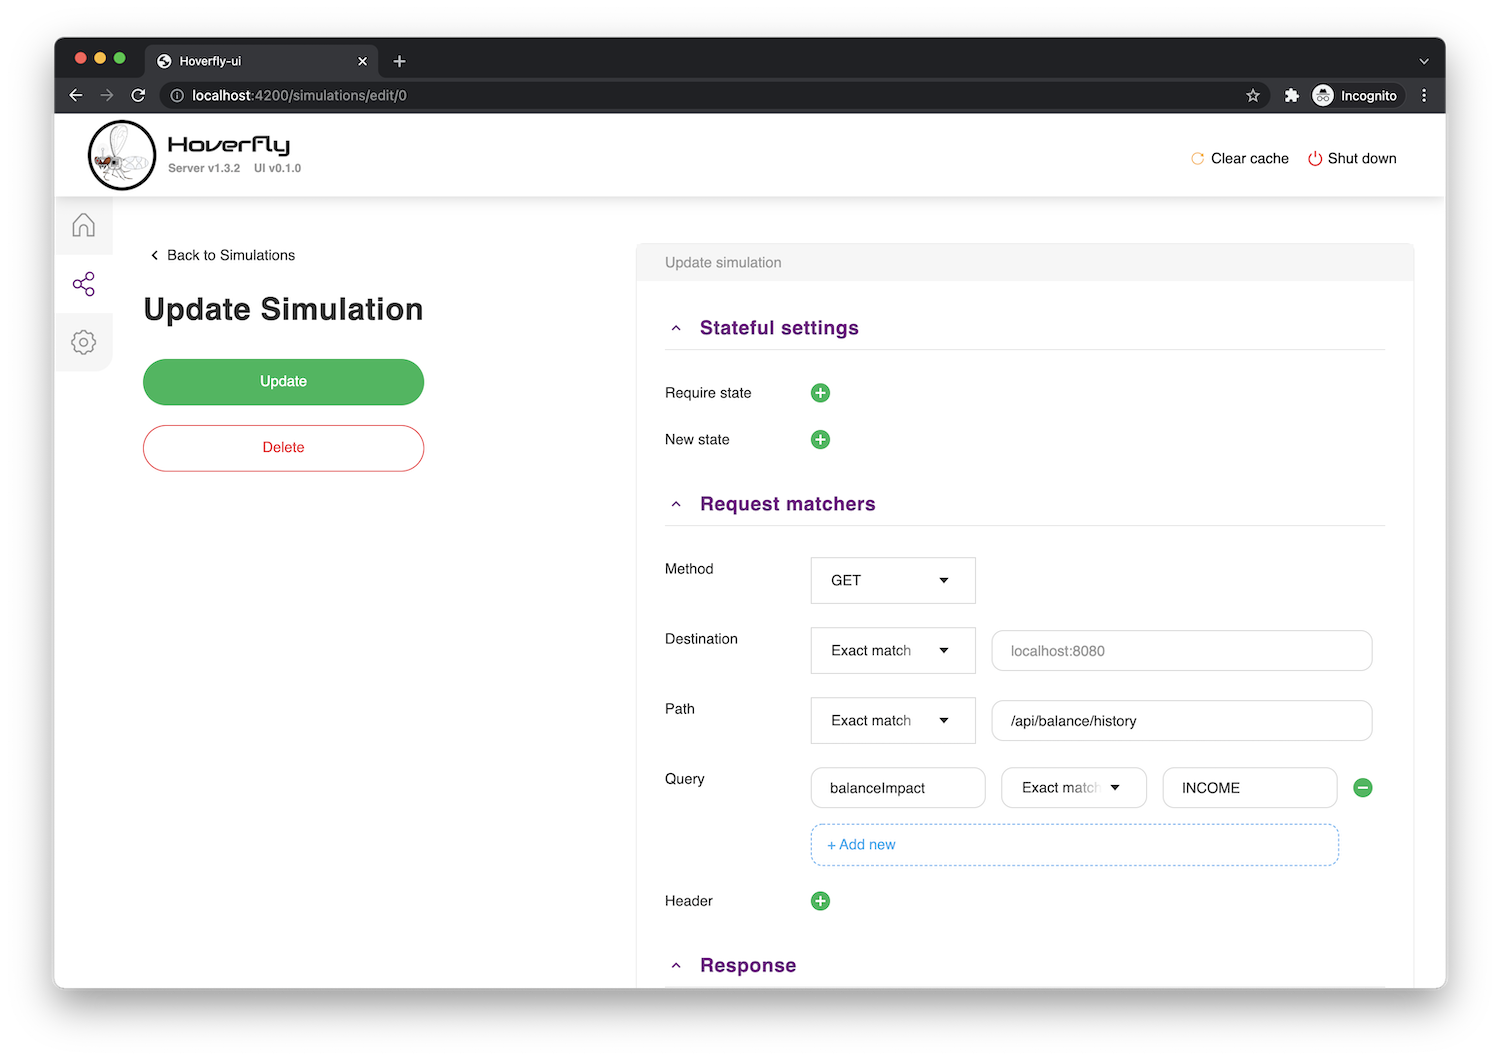 Hoverfly-ui
localhost:4200/simulations/edit/0
Incognito
Hoverfly
Server v1.3.2 UI v0.1.0
Clear cache
Shut down
Back to Simulations
Update Simulation
Update
Delete
Update simulation
Stateful settings
Require state
New state
Request matchers
Method GET
Destination Exact match localhost:8080
Path Exact match /api/balance/history
Query balanceImpact Exact match INCOME
+ Add new
Header
Response